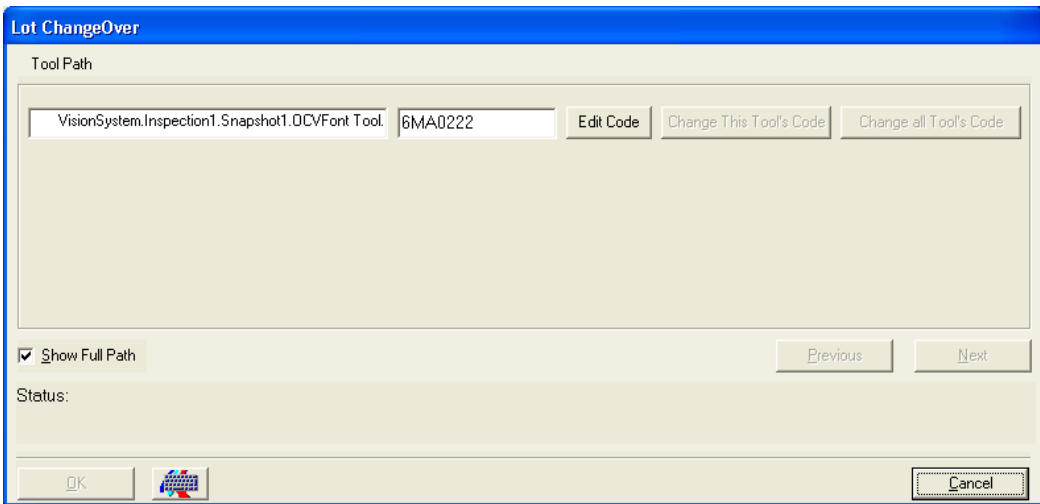 Lot ChangeOver
Tool Path
VisionSystem.Inspection1.Snapshot1.OCVFont Tool.
6MA0222
Edit Code
Change This Tool's Code
Change all Tool's Code
Show Full Path
Previous
Next
Status:
OK
Cancel